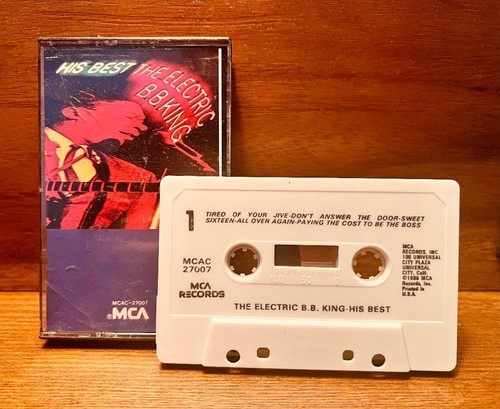 HIS BEST THE ELECTRIC
B.B. KING
MCAC-27007
MCA
1
TIRED OF YOUR JIVE-DON'T ANSWER THE DOOR-SWEET
SIXTEEN-ALL OVER AGAIN-PAYING THE COST TO BE THE BOSS
MCAC
27007
MCA
RECORDS
MCA
RECORDS, INC
100 UNIVERSAL
CITY PLAZA
UNIVERSAL
CITY, Calif.
©1980 MCA
Records, Inc.
Printed in
U.S.A.
THE ELECTRIC B.B. KING-HIS BEST